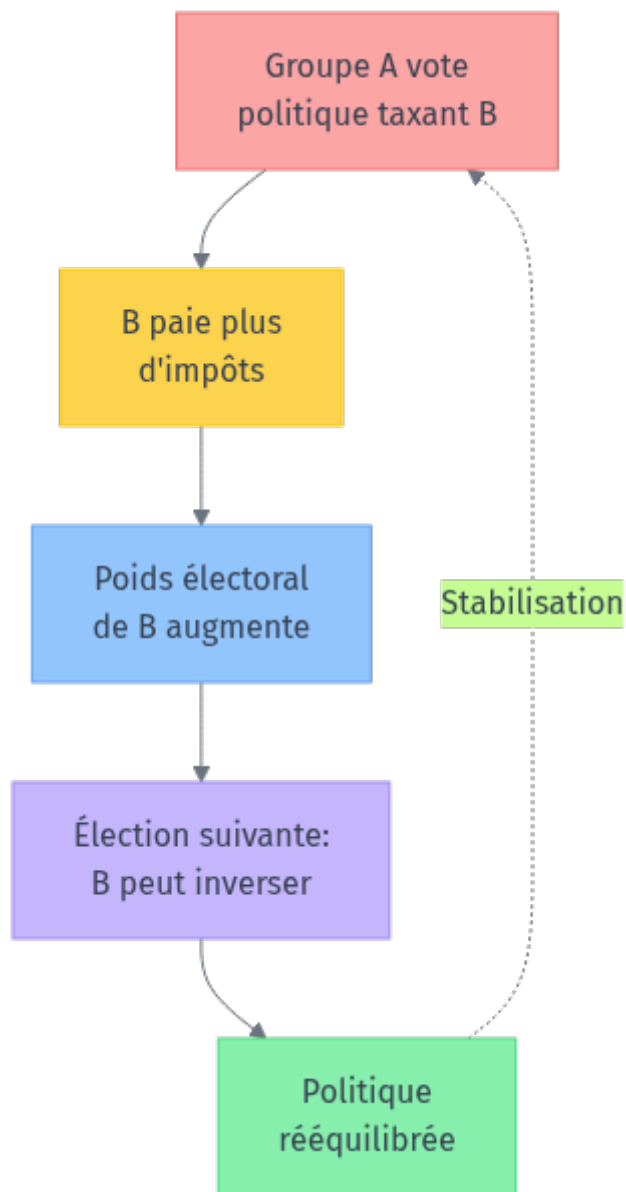 Groupe A vote
politique taxant B
B paie plus
d'impôts
Poids électoral
de B augmente
Stabilisation
Élection suivante:
B peut inverser
Politique
rééquilibrée